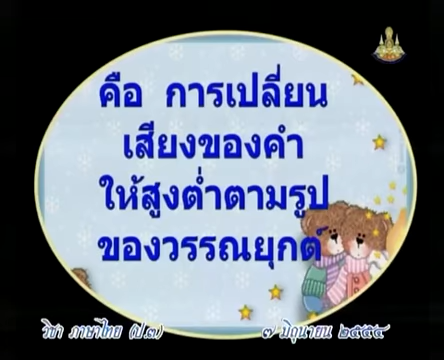 คือ การเปลี่ยน
เสียงของคำ
ให้สูงต่ำตามรูป
ของวรรณยุกต์
วิชา ภาษาไทย (ป.๓) ๗ มิถุนายน ๒๕๕๔